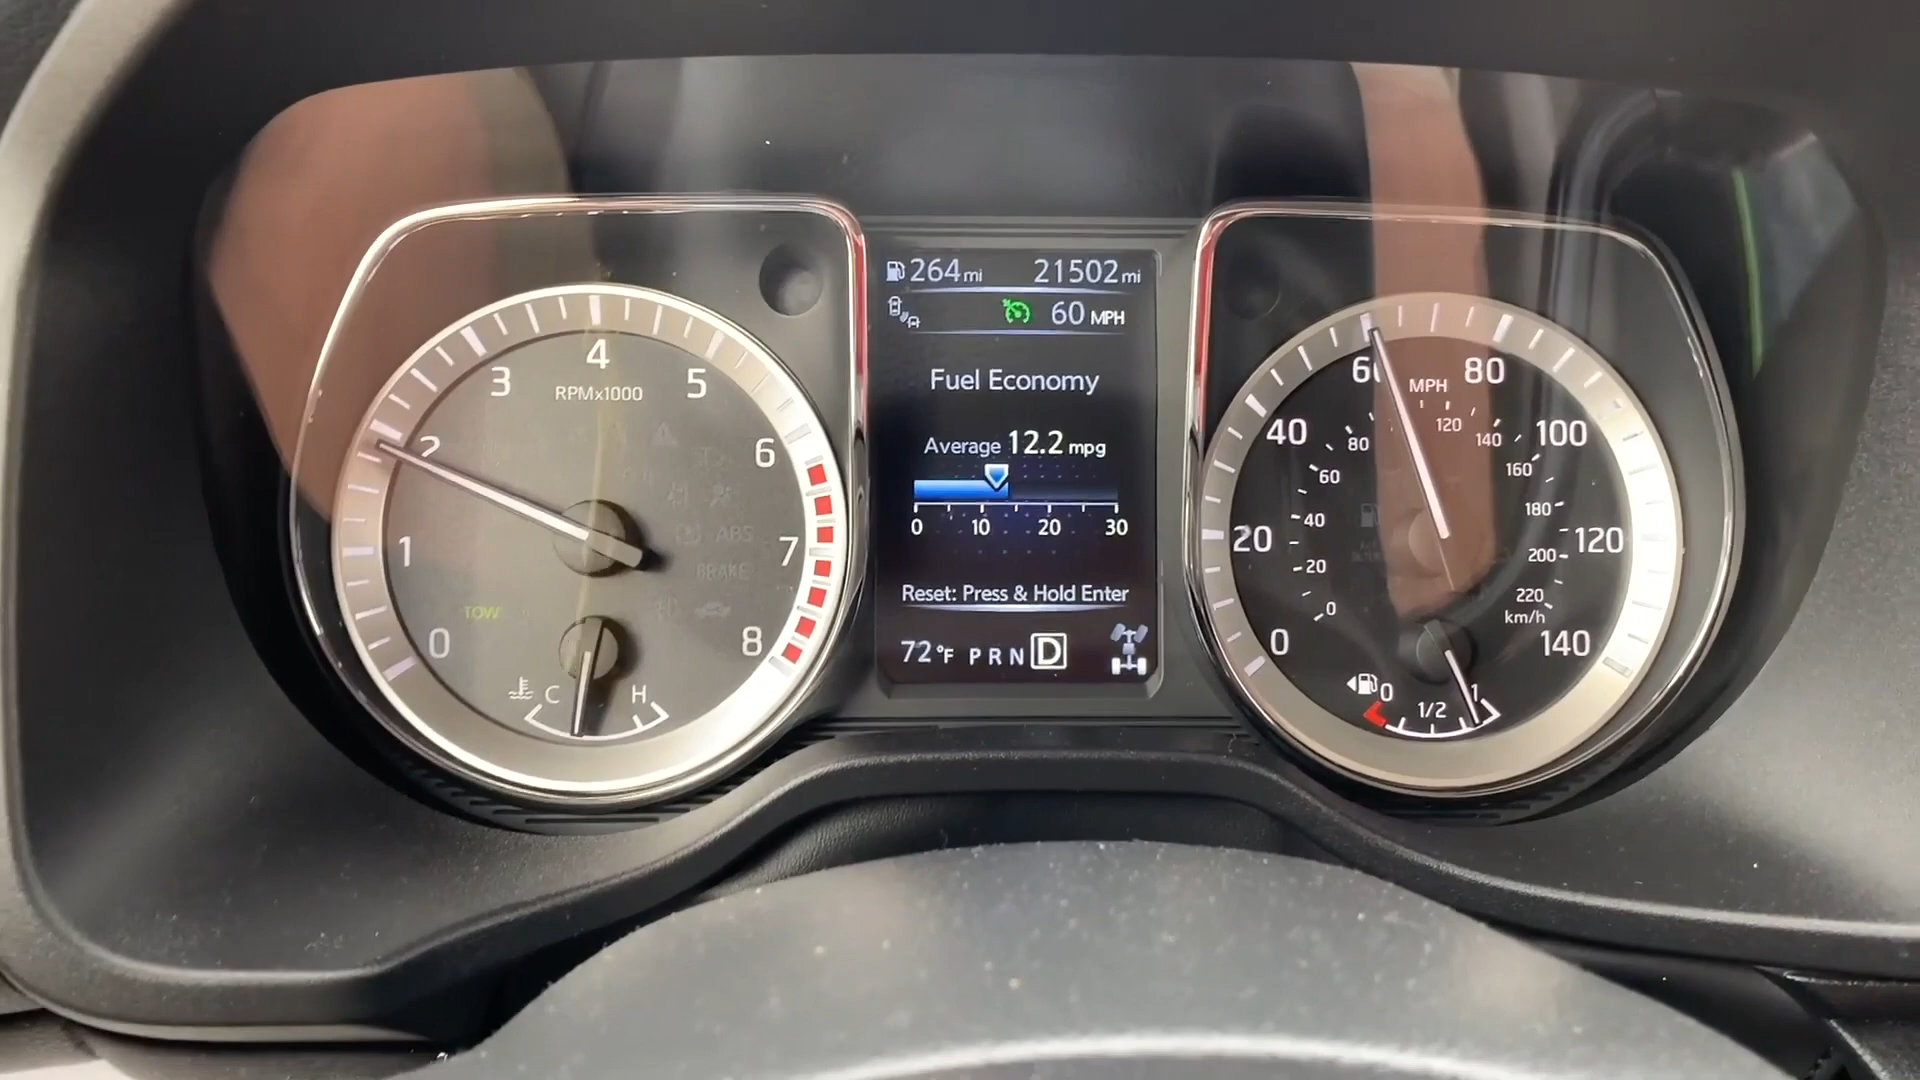 264 mi 21502 mi
60 MPH
Fuel Economy
Average 12.2 mpg
0 10 20 30
Reset: Press & Hold Enter
72°F P R N D
0 1 2 3 4 5 6 7 8
RPMx1000
ABS
BRAKE
TOW
C H
0 20 40 60 80 100 120 140
MPH
0 20 40 60 80 120 140 160 180 200 220
km/h
0 1/2 1